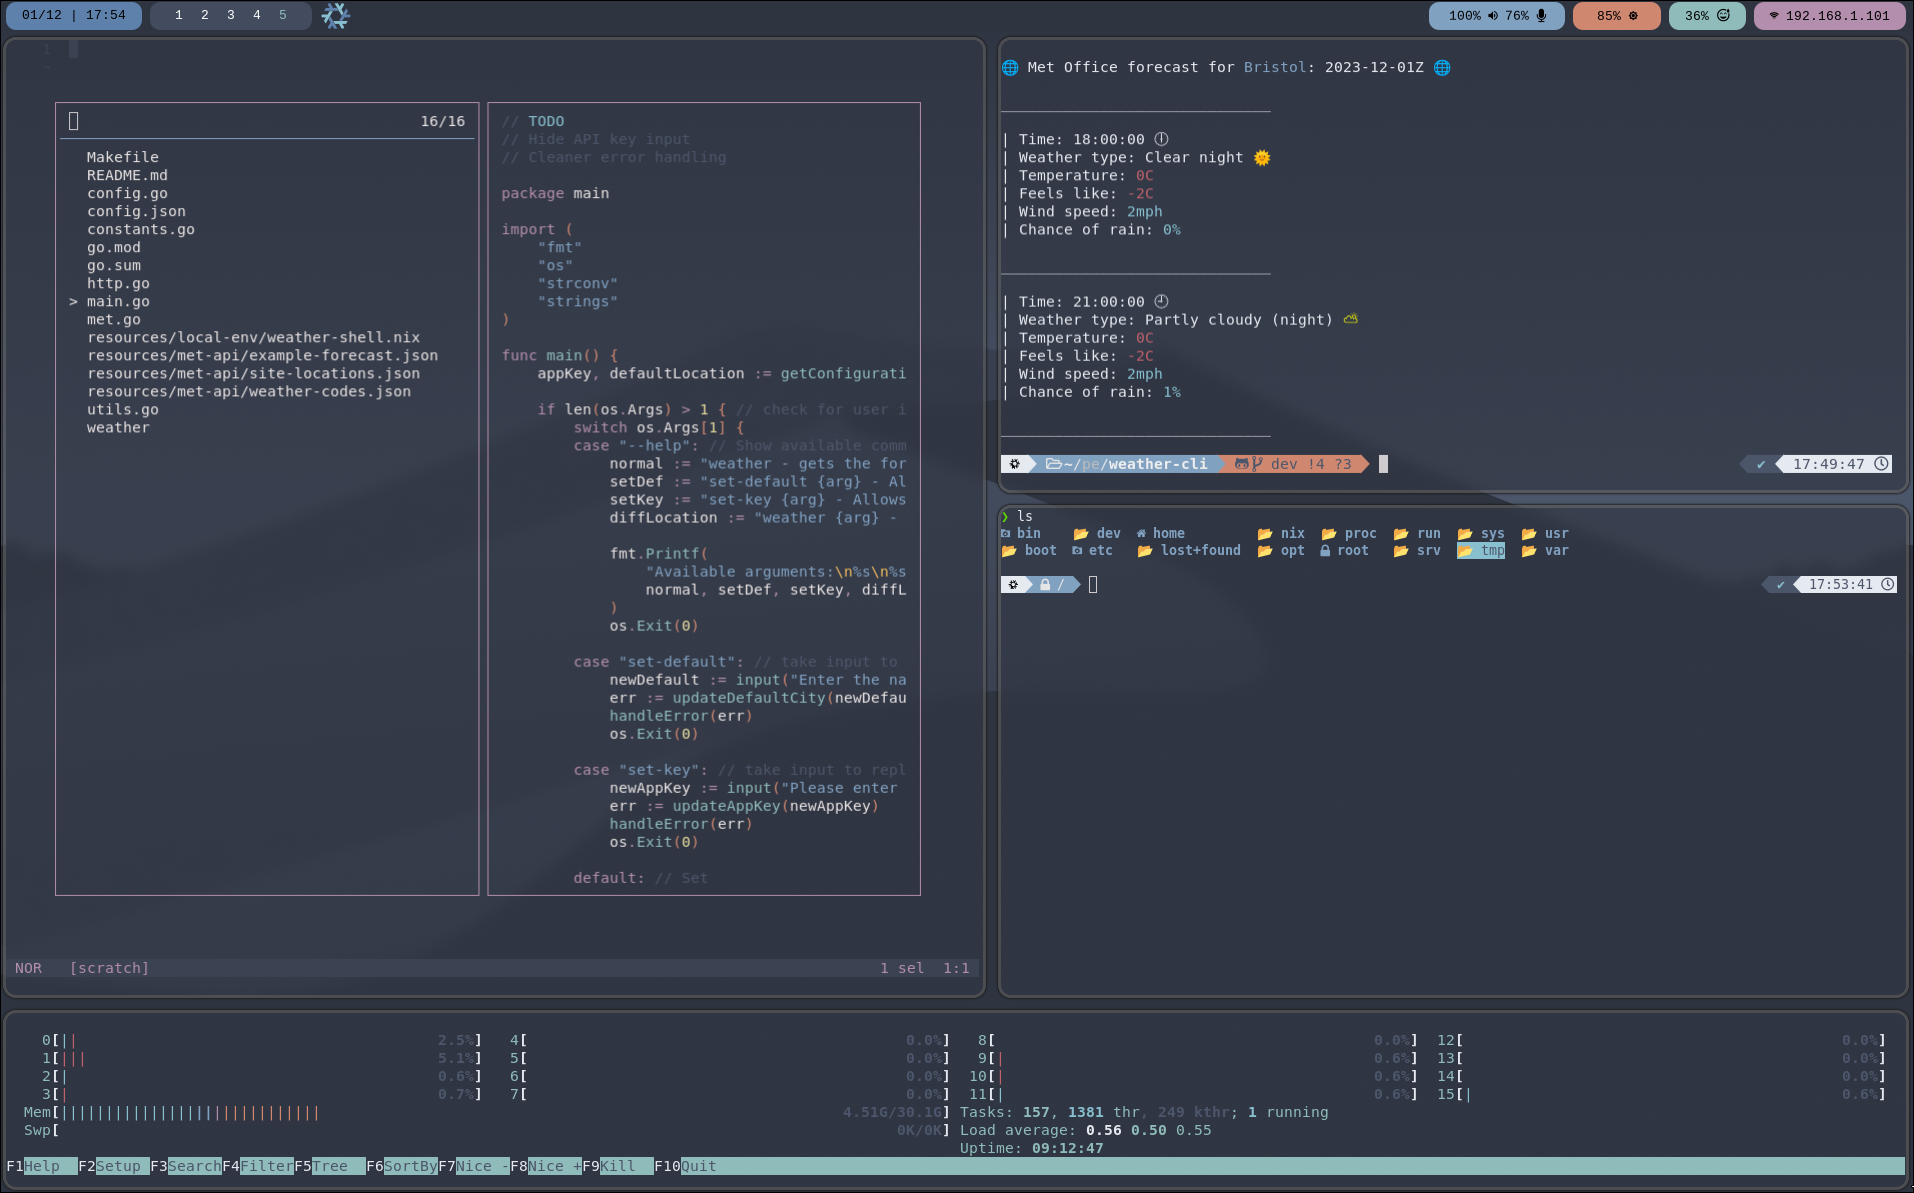 01/12 | 17:54
1 2 3 4 5
100% 76%
85%
36%
192.168.1.101
1
~
16/16
Makefile
README.md
config.go
config.json
constants.go
go.mod
go.sum
http.go
> main.go
met.go
resources/local-env/weather-shell.nix
resources/met-api/example-forecast.json
resources/met-api/site-locations.json
resources/met-api/weather-codes.json
utils.go
weather
// TODO
// Hide API key input
// Cleaner error handling
package main
import (
"fmt"
"os"
"strconv"
"strings"
)
func main() {
appKey, defaultLocation := getConfigurati
if len(os.Args) > 1 { // check for user i
switch os.Args[1] {
case "--help": // Show available comm
normal := "weather - gets the for
setDef := "set-default {arg} - Al
setKey := "set-key {arg} - Allows
diffLocation := "weather {arg} -
fmt.Printf(
"Available arguments:\n%s\n%s
normal, setDef, setKey, diffL
)
os.Exit(0)
case "set-default": // take input to
newDefault := input("Enter the na
err := updateDefaultCity(newDefau
handleError(err)
os.Exit(0)
case "set-key": // take input to repl
newAppKey := input("Please enter
err := updateAppKey(newAppKey)
handleError(err)
os.Exit(0)
default: // Set
NOR [scratch] 1 sel 1:1
🌐 Met Office forecast for Bristol: 2023-12-01Z 🌐
______________________________
| Time: 18:00:00 🕕
| Weather type: Clear night 🌞
| Temperature: 0C
| Feels like: -2C
| Wind speed: 2mph
| Chance of rain: 0%
______________________________
| Time: 21:00:00 🕘
| Weather type: Partly cloudy (night) ⛅
| Temperature: 0C
| Feels like: -2C
| Wind speed: 2mph
| Chance of rain: 1%
______________________________
~/pe/weather-cli dev !4 ?3 ✔ 17:49:47
❯ ls
bin dev home nix proc run sys usr
boot etc lost+found opt root srv tmp var
/ ✔ 17:53:41
0[|| 2.5%] 4[ 0.0%] 8[ 0.0%] 12[ 0.0%]
1[||| 5.1%] 5[ 0.0%] 9[| 0.6%] 13[ 0.0%]
2[| 0.6%] 6[ 0.0%] 10[| 0.6%] 14[ 0.0%]
3[| 0.7%] 7[ 0.0%] 11[| 0.6%] 15[| 0.6%]
Mem[||||||||||||||||||||||||||||| 4.51G/30.1G] Tasks: 157, 1381 thr, 249 kthr; 1 running
Swp[ 0K/0K] Load average: 0.56 0.50 0.55
Uptime: 09:12:47
F1Help F2Setup F3SearchF4FilterF5Tree F6SortByF7Nice -F8Nice +F9Kill F10Quit